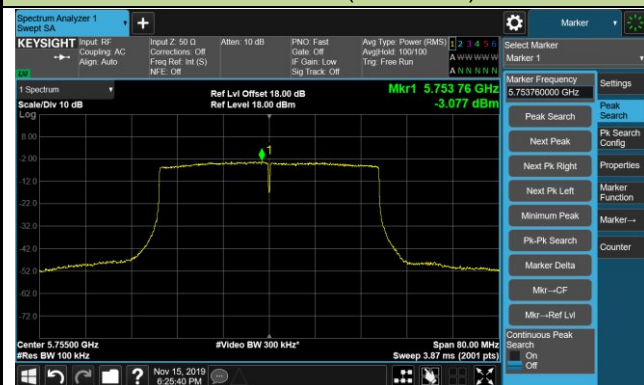 Spectrum Analyzer 1
Swept SA
+
Marker
KEYSIGHT
Input: RF
Coupling: AC
Align: Auto
Input Z: 50 Ω
Corrections: Off
Freq Ref: Int (S)
NFE: Off
Atten: 10 dB
PNO: Fast
Gate: Off
IF Gain: Low
Sig Track: Off
Avg Type: Power (RMS)
Avg|Hold: 100/100
Trig: Free Run
1 2 3 4 5 6
A W W W W W
A N N N N N
Select Marker
Marker 1
1 Spectrum
Scale/Div 10 dB
Log
Ref Lvl Offset 18.00 dB
Ref Level 18.00 dBm
Mkr1 5.753 76 GHz
-3.077 dBm
Marker Frequency
5.753760000 GHz
Settings
Peak Search
Peak
Search
Next Peak
Pk Search
Config
Next Pk Right
Properties
Next Pk Left
Marker
Function
Minimum Peak
Marker→
Pk-Pk Search
Counter
Marker Delta
Mkr→CF
Mkr→Ref Lvl
Continuous Peak
Search
On
Off
8.00
-2.00
-12.0
-22.0
-32.0
-42.0
-52.0
-62.0
-72.0
1
Center 5.75500 GHz
#Res BW 100 kHz
#Video BW 300 kHz*
Span 80.00 MHz
Sweep 3.87 ms (2001 pts)
?
Nov 15, 2019
6:25:40 PM